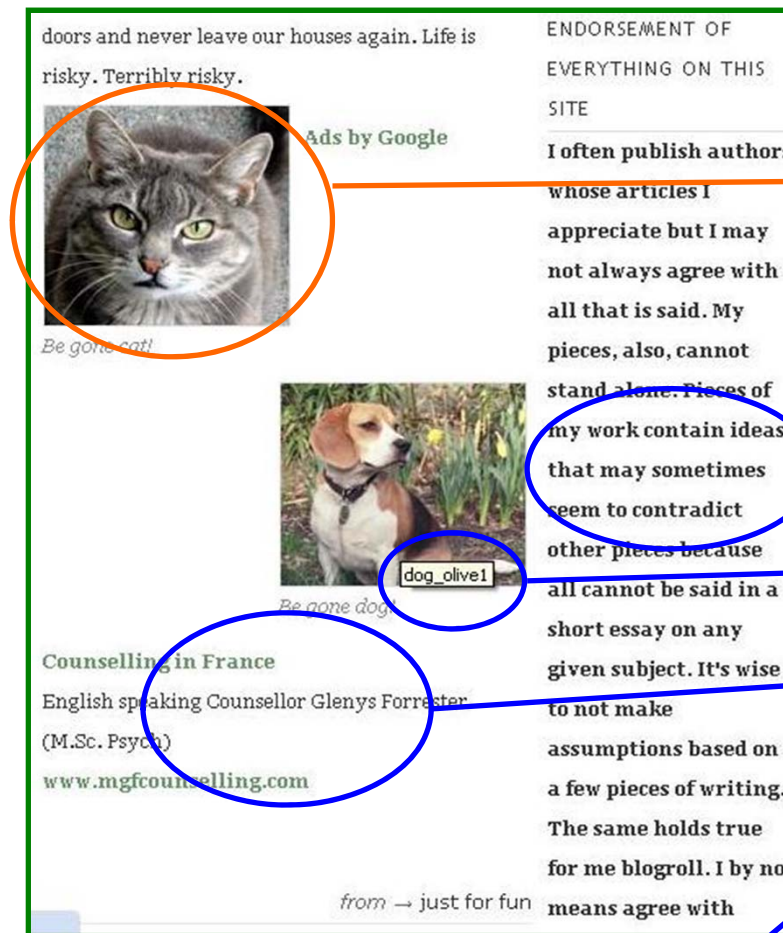 doors and never leave our houses again. Life is
risky. Terribly risky.
Ads by Google
Be gone cat!
dog_olive1
Be gone dog!
Counselling in France
English speaking Counsellor Glenys Forrester
(M.Sc. Psych)
www.mgfcounselling.com
from → just for fun
ENDORSEMENT OF
EVERYTHING ON THIS
SITE
I often publish authors
whose articles I
appreciate but I may
not always agree with
all that is said. My
pieces, also, cannot
stand alone. Pieces of
my work contain ideas
that may sometimes
seem to contradict
other pieces because
all cannot be said in a
short essay on any
given subject. It's wise
to not make
assumptions based on
a few pieces of writing.
The same holds true
for me blogroll. I by no
means agree with